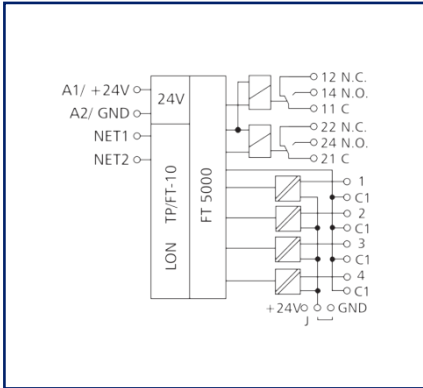 A1/ +24V
A2/ GND
NET1
NET2
24V
LON TP/FT-10
FT 5000
12 N.C.
14 N.O.
11 C
22 N.C.
24 N.O.
21 C
1
C1
2
C1
3
C1
4
C1
+24V
GND
J